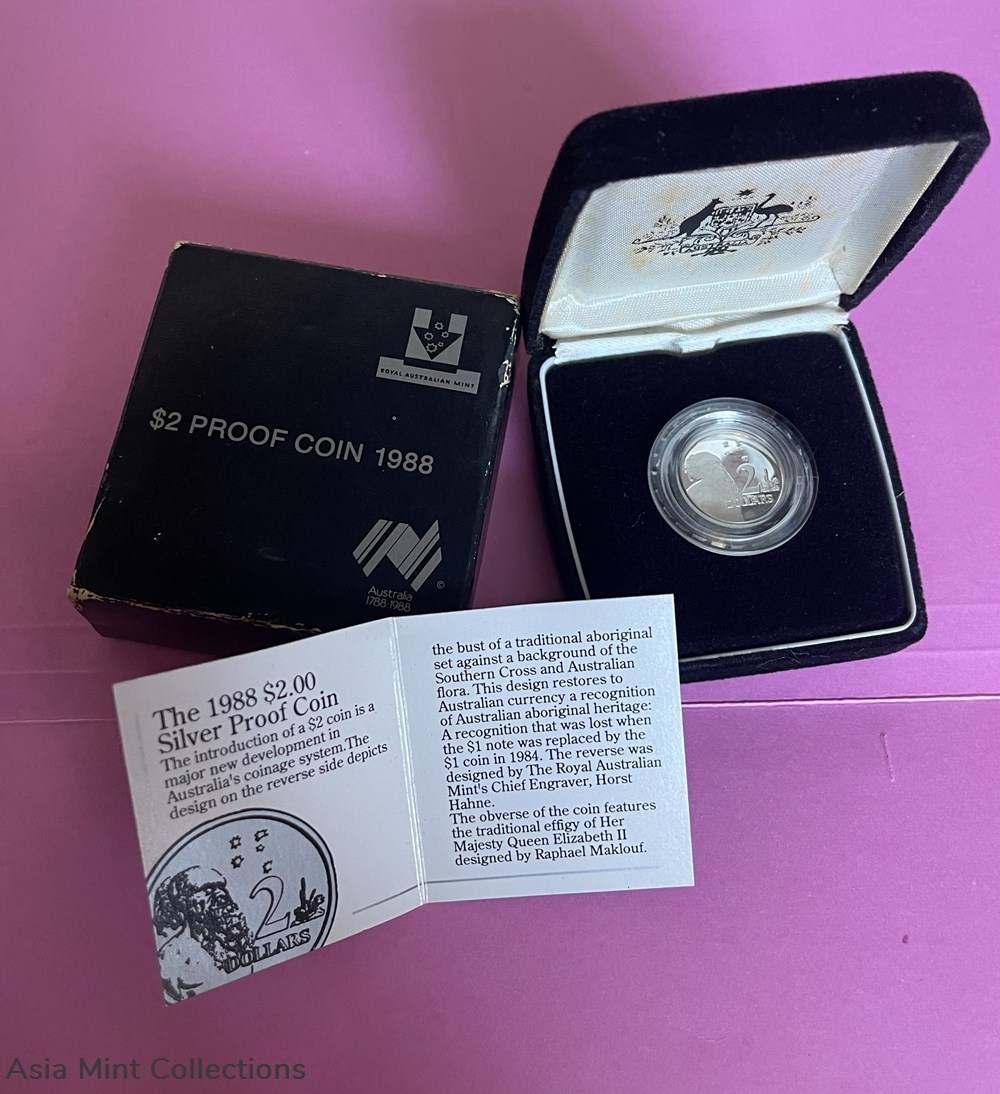 ROYAL AUSTRALIAN MINT
$2 PROOF COIN 1988
©
Australia
1788-1988
Australia
2
DOLLARS
The 1988 $2.00
Silver Proof Coin
The introduction of a $2 coin is a
major new development in
Australia's coinage system.The
design on the reverse side depicts
2
DOLLARS
the bust of a traditional aboriginal
set against a background of the
Southern Cross and Australian
flora. This design restores to
Australian currency a recognition
of Australian aboriginal heritage:
A recognition that was lost when
the $1 note was replaced by the
$1 coin in 1984. The reverse was
designed by The Royal Australian
Mint's Chief Engraver, Horst
Hahne.
The obverse of the coin features
the traditional effigy of Her
Majesty Queen Elizabeth II
designed by Raphael Maklouf.
Asia Mint Collections